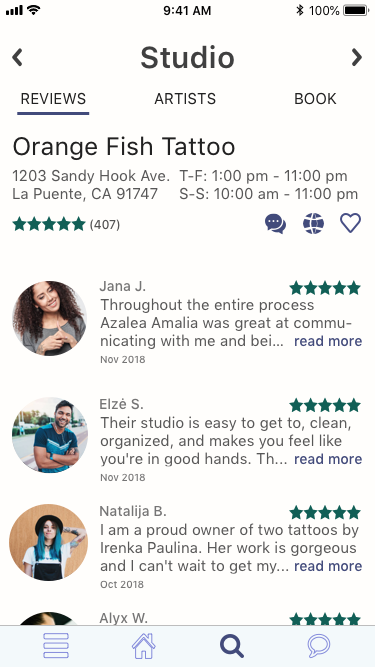 9:41 AM
100%
Studio
REVIEWS ARTISTS BOOK
Orange Fish Tattoo
1203 Sandy Hook Ave. T-F: 1:00 pm - 11:00 pm
La Puente, CA 91747 S-S: 10:00 am - 11:00 pm
(407)
Jana J.
Throughout the entire process
Azalea Amalia was great at commu-
nicating with me and bei... read more
Nov 2018
Elzė S.
Their studio is easy to get to, clean,
organized, and makes you feel like
you're in good hands. Th... read more
Nov 2018
Natalija B.
I am a proud owner of two tattoos by
Irenka Paulina. Her work is gorgeous
and I can't wait to get my... read more
Oct 2018
Alyx W.